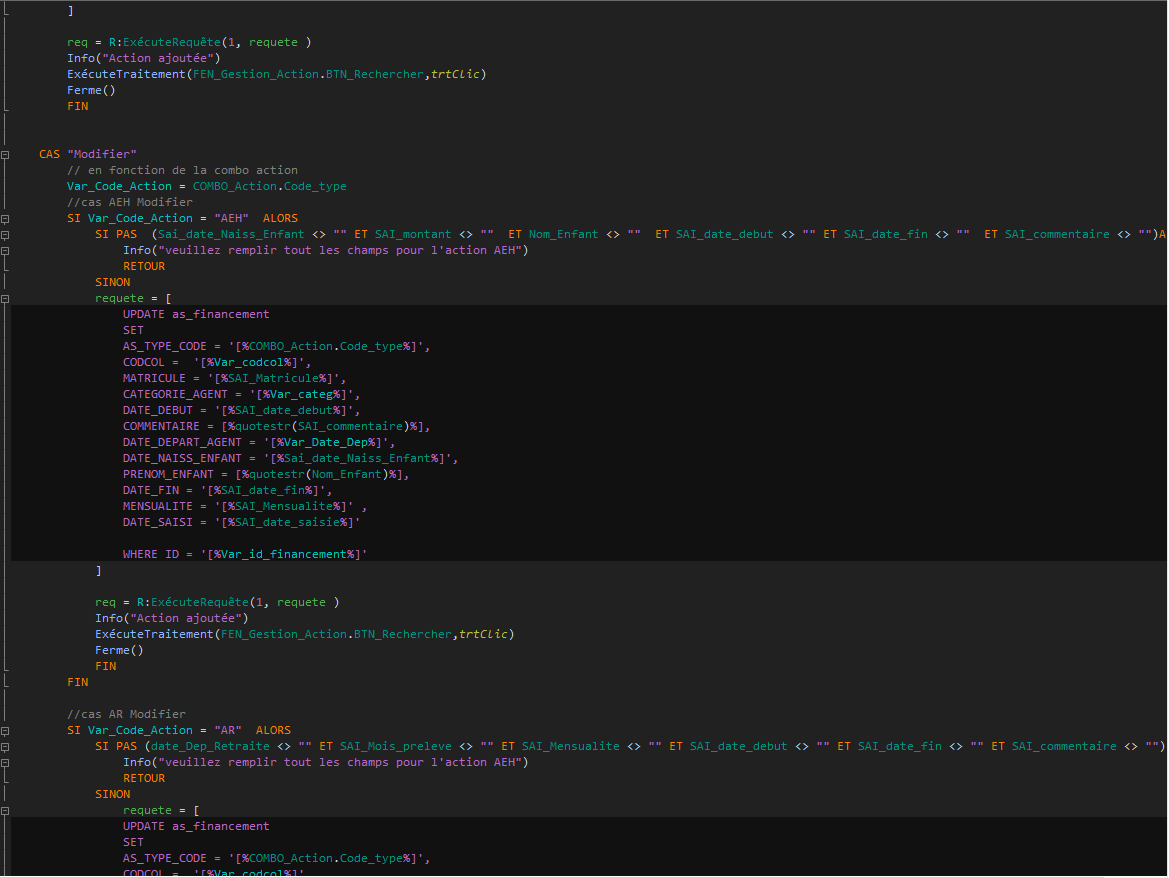 ]
req = R:ExécuteRequête(1, requete )
Info("Action ajoutée")
ExécuteTraitement(FEN_Gestion_Action.BTN_Rechercher,trtClic)
Ferme()
FIN
CAS "Modifier"
// en fonction de la combo action
Var_Code_Action = COMBO_Action.Code_type
//cas AEH Modifier
SI Var_Code_Action = "AEH"  ALORS
SI PAS  (Sai_date_Naiss_Enfant <> "" ET SAI_montant <> ""  ET Nom_Enfant <> ""  ET SAI_date_debut <> "" ET SAI_date_fin <> ""  ET SAI_commentaire <> "")A
Info("veuillez remplir tout les champs pour l'action AEH")
RETOUR
SINON
requete = [
UPDATE as_financement
SET
AS_TYPE_CODE = '[%COMBO_Action.Code_type%]',
CODCOL =  '[%Var_codcol%]',
MATRICULE = '[%SAI_Matricule%]',
CATEGORIE_AGENT = '[%Var_categ%]',
DATE_DEBUT = '[%SAI_date_debut%]',
COMMENTAIRE = [%quotestr(SAI_commentaire)%],
DATE_DEPART_AGENT = '[%Var_Date_Dep%]',
DATE_NAISS_ENFANT = '[%Sai_date_Naiss_Enfant%]',
PRENOM_ENFANT = [%quotestr(Nom_Enfant)%],
DATE_FIN = '[%SAI_date_fin%]',
MENSUALITE = '[%SAI_Mensualite%]' ,
DATE_SAISI = '[%SAI_date_saisie%]'
WHERE ID = '[%Var_id_financement%]'
]
req = R:ExécuteRequête(1, requete )
Info("Action ajoutée")
ExécuteTraitement(FEN_Gestion_Action.BTN_Rechercher,trtClic)
Ferme()
FIN
FIN
//cas AR Modifier
SI Var_Code_Action = "AR"  ALORS
SI PAS (date_Dep_Retraite <> "" ET SAI_Mois_preleve <> "" ET SAI_Mensualite <> "" ET SAI_date_debut <> "" ET SAI_date_fin <> "" ET SAI_commentaire <> "")
Info("veuillez remplir tout les champs pour l'action AEH")
RETOUR
SINON
requete = [
UPDATE as_financement
SET
AS_TYPE_CODE = '[%COMBO_Action.Code_type%]',
CODCOL =  '[%Var_codcol%]'